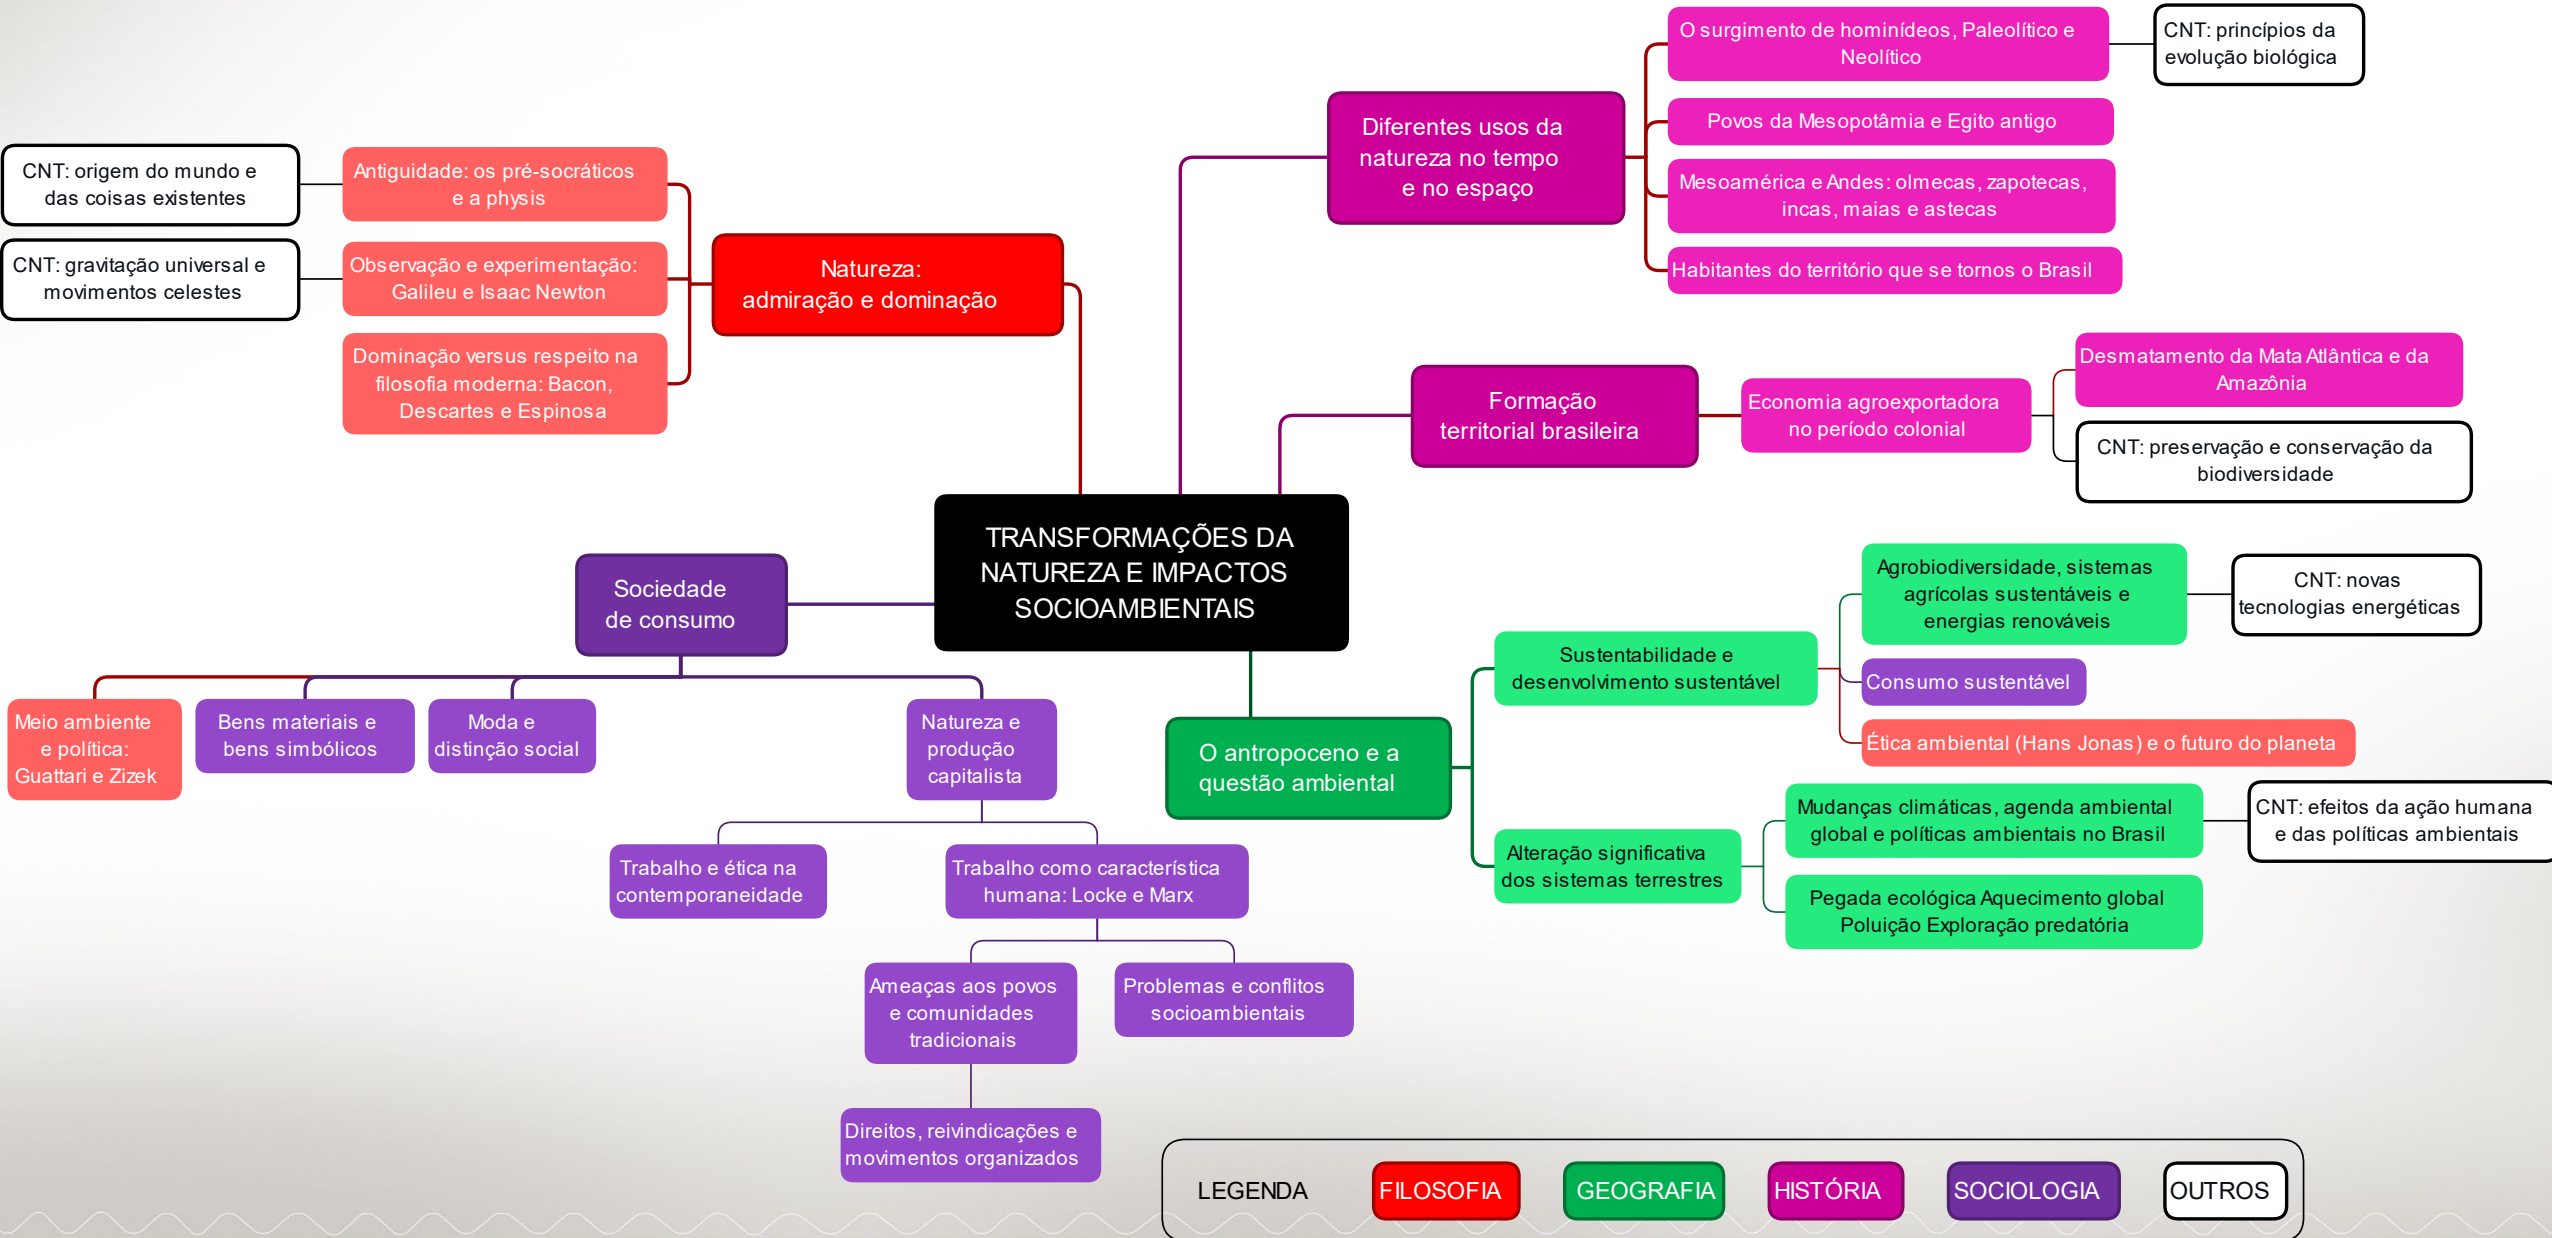 O surgimento de hominídeos, Paleolítico e
Neolítico
CNT: princípios da
evolução biológica
Diferentes usos da
natureza no tempo
e no espaço
Povos da Mesopotâmia e Egito antigo
Mesoamérica e Andes: olmecas, zapotecas,
incas, maias e astecas
Habitantes do território que se tornos o Brasil
CNT: origem do mundo e
das coisas existentes
Antiguidade: os pré-socráticos
e a physis
CNT: gravitação universal e
movimentos celestes
Observação e experimentação:
Galileu e Isaac Newton
Natureza:
admiração e dominação
Dominação versus respeito na
filosofia moderna: Bacon,
Descartes e Espinosa
Formação
territorial brasileira
Economia agroexportadora
no período colonial
Desmatamento da Mata Atlântica e da
Amazônia
CNT: preservação e conservação da
biodiversidade
TRANSFORMAÇÕES DA
NATUREZA E IMPACTOS
SOCIOAMBIENTAIS
Sociedade
de consumo
Meio ambiente
e política:
Guattari e Zizek
Bens materiais e
bens simbólicos
Moda e
distinção social
Natureza e
produção
capitalista
Trabalho e ética na
contemporaneidade
Trabalho como característica
humana: Locke e Marx
Ameaças aos povos
e comunidades
tradicionais
Problemas e conflitos
socioambientais
Direitos, reivindicações e
movimentos organizados
O antropoceno e a
questão ambiental
Sustentabilidade e
desenvolvimento sustentável
Agrobiodiversidade, sistemas
agrícolas sustentáveis e
energias renováveis
CNT: novas
tecnologias energéticas
Consumo sustentável
Ética ambiental (Hans Jonas) e o futuro do planeta
Alteração significativa
dos sistemas terrestres
Mudanças climáticas, agenda ambiental
global e políticas ambientais no Brasil
CNT: efeitos da ação humana
e das políticas ambientais
Pegada ecológica Aquecimento global
Poluição Exploração predatória
LEGENDA
FILOSOFIA
GEOGRAFIA
HISTÓRIA
SOCIOLOGIA
OUTROS